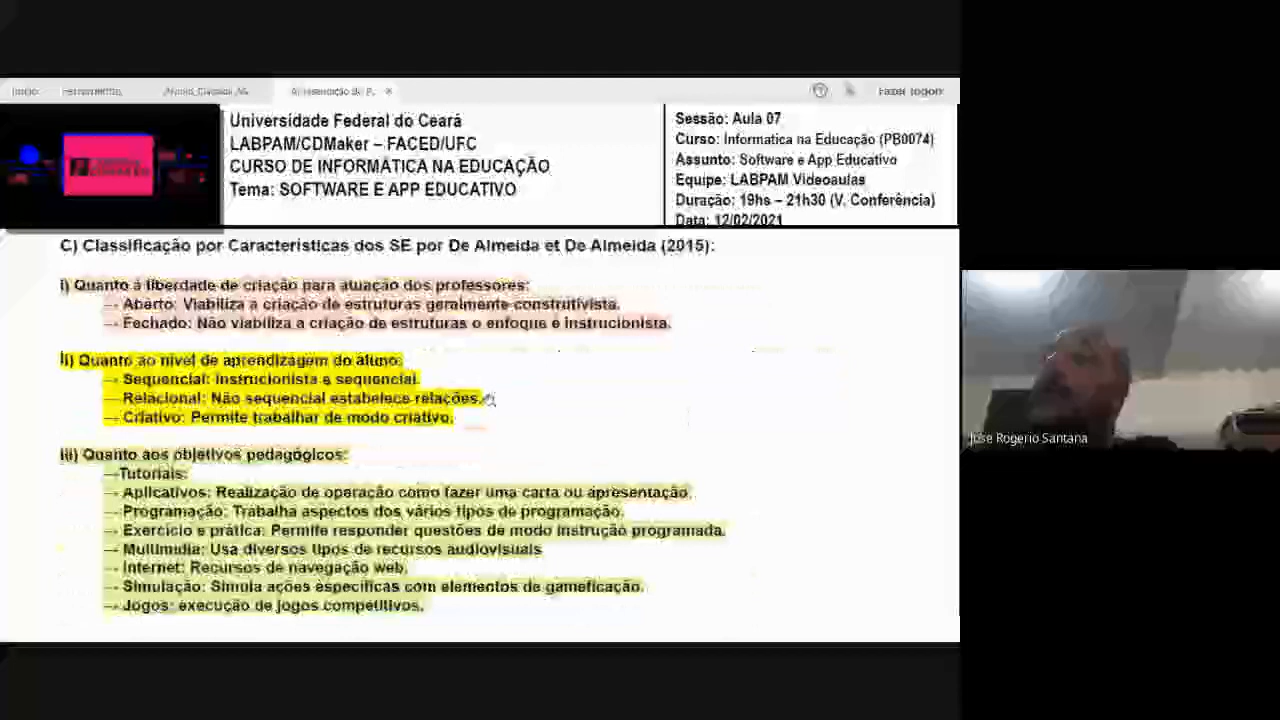 Início Ferramentas Apresentação de P... × Fazer logon
Universidade Federal do Ceará
LABPAM/CDMaker – FACED/UFC
CURSO DE INFORMÁTICA NA EDUCAÇÃO
Tema: SOFTWARE E APP EDUCATIVO
Sessão: Aula 07
Curso: Informatica na Educação (PB0074)
Assunto: Software e App Educativo
Equipe: LABPAM Videoaulas
Duração: 19hs – 21h30 (V. Conferência)
Data: 12/02/2021
C) Classificação por Características dos SE por De Almeida et De Almeida (2015):
i) Quanto à liberdade de criação para atuação dos professores:
→ Aberto: Viabiliza a criação de estruturas geralmente construtivista.
→ Fechado: Não viabiliza a criação de estruturas o enfoque é instrucionista.
ii) Quanto ao nível de aprendizagem do aluno:
→ Sequencial: Instrucionista e sequencial.
→ Relacional: Não sequencial estabelece relações.
→ Criativo: Permite trabalhar de modo criativo.
iii) Quanto aos objetivos pedagógicos:
→Tutoriais:
→ Aplicativos: Realização de operação como fazer uma carta ou apresentação.
→ Programação: Trabalha aspectos dos vários tipos de programação.
→ Exercício e prática: Permite responder questões de modo instrução programada.
→ Multimídia: Usa diversos tipos de recursos audiovisuais
→ Internet: Recursos de navegação web.
→ Simulação: Simula ações específicas com elementos de gameficação.
→ Jogos: execução de jogos competitivos.
José Rogério Santana